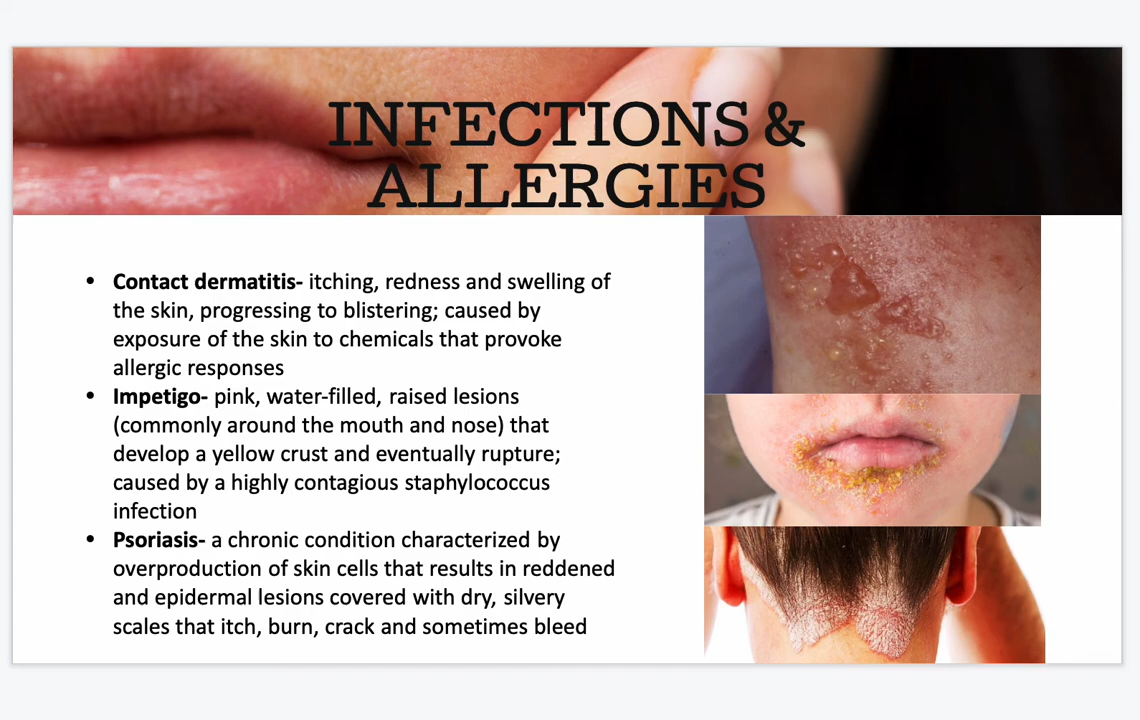 INFECTIONS &
ALLERGIES
• Contact dermatitis- itching, redness and swelling of
the skin, progressing to blistering; caused by
exposure of the skin to chemicals that provoke
allergic responses
• Impetigo- pink, water-filled, raised lesions
(commonly around the mouth and nose) that
develop a yellow crust and eventually rupture;
caused by a highly contagious staphylococcus
infection
• Psoriasis- a chronic condition characterized by
overproduction of skin cells that results in reddened
and epidermal lesions covered with dry, silvery
scales that itch, burn, crack and sometimes bleed